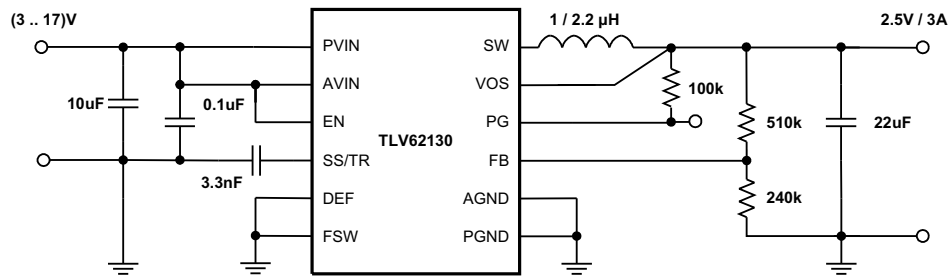 (3 .. 17)V
1 / 2.2 µH
2.5V / 3A
PVIN
SW
AVIN
VOS
10uF
0.1uF
100k
EN
PG
TLV62130
510k
22uF
SS/TR
FB
3.3nF
DEF
AGND
240k
FSW
PGND